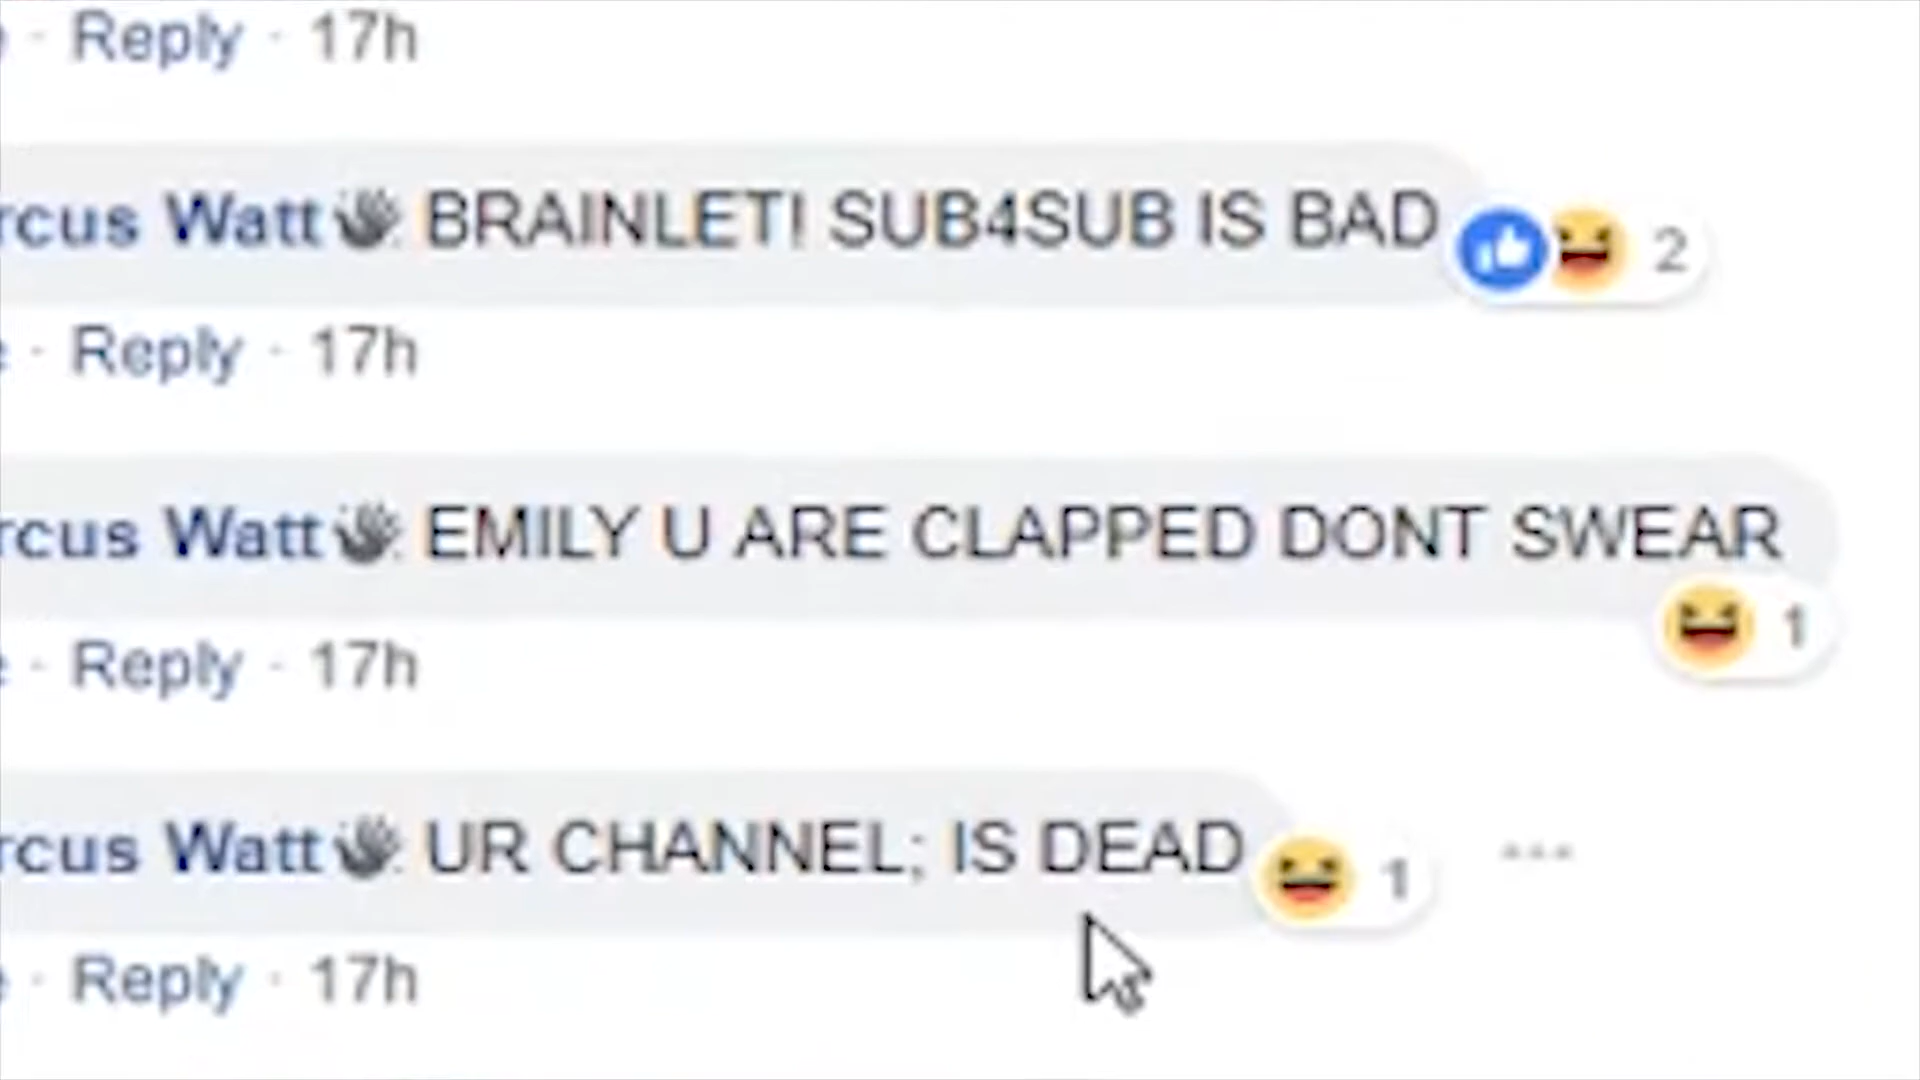 · Reply · 17h
rcus Watt👋 BRAINLET! SUB4SUB IS BAD 2
· Reply · 17h
rcus Watt👋 EMILY U ARE CLAPPED DONT SWEAR
1
· Reply · 17h
rcus Watt👋 UR CHANNEL; IS DEAD 1 ...
· Reply · 17h